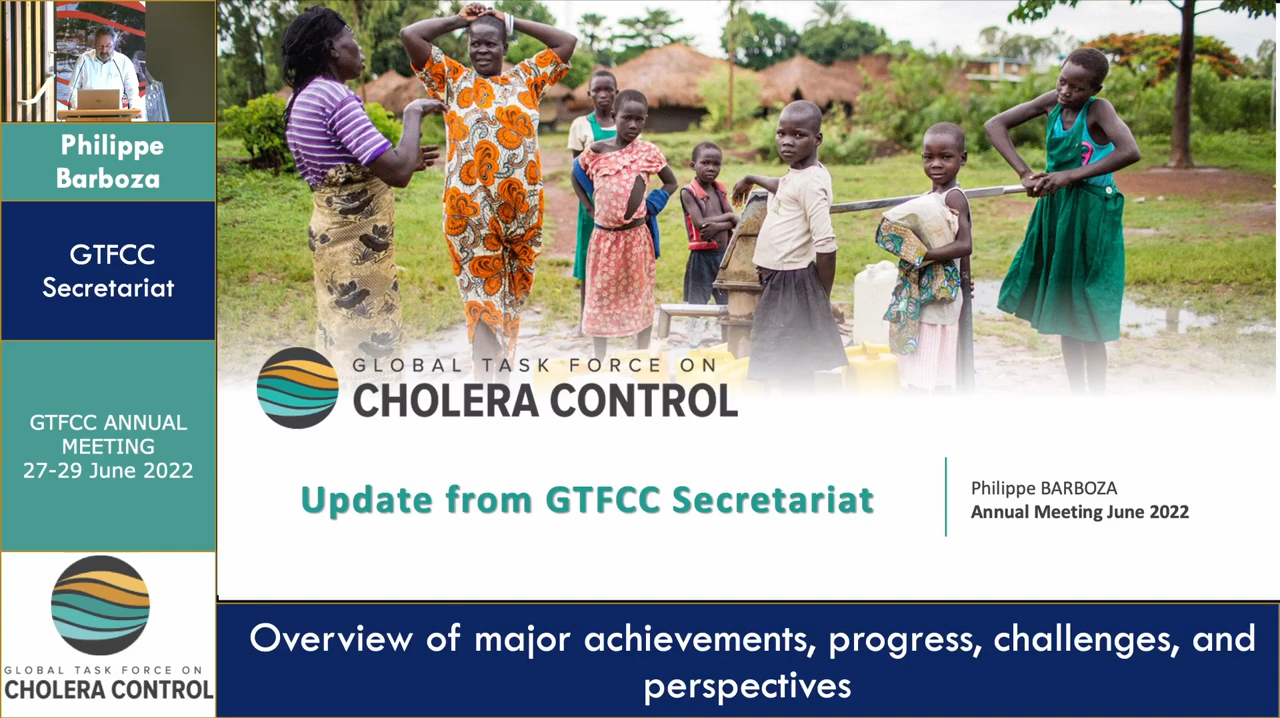 Philippe
Barboza
GTFCC
Secretariat
GTFCC ANNUAL
MEETING
27-29 June 2022
GLOBAL TASK FORCE ON
CHOLERA CONTROL
GLOBAL TASK FORCE ON
CHOLERA CONTROL
Update from GTFCC Secretariat
Philippe BARBOZA
Annual Meeting June 2022
Overview of major achievements, progress, challenges, and
perspectives